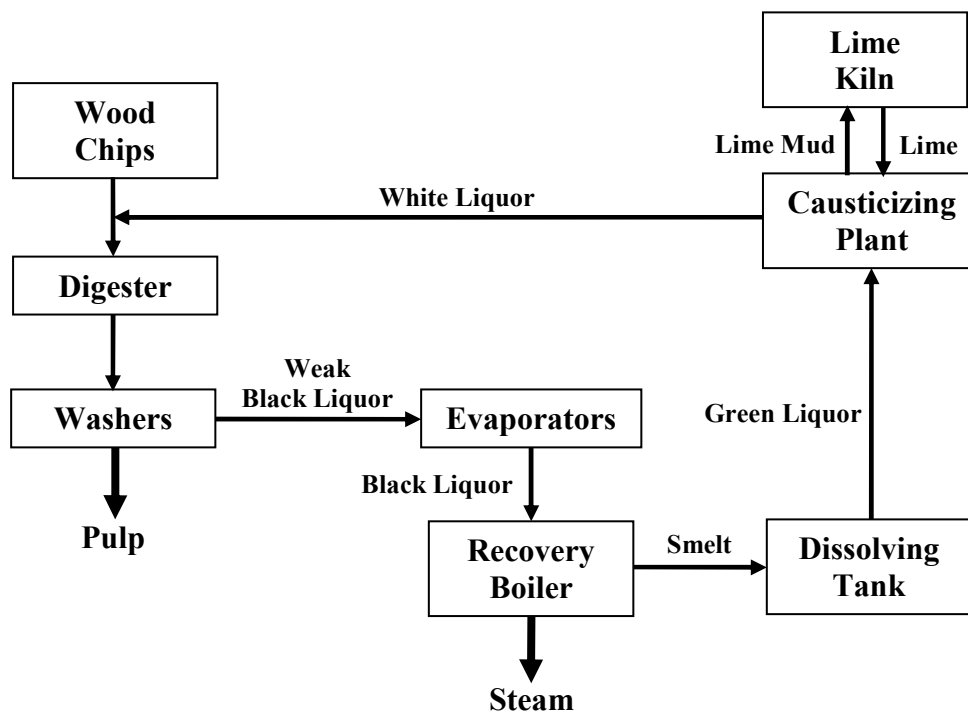 Lime
Kiln
Wood
Chips
Lime Mud
Lime
White Liquor
Causticizing
Plant
Digester
Weak
Black Liquor
Washers
Evaporators
Green Liquor
Black Liquor
Pulp
Recovery
Boiler
Smelt
Dissolving
Tank
Steam